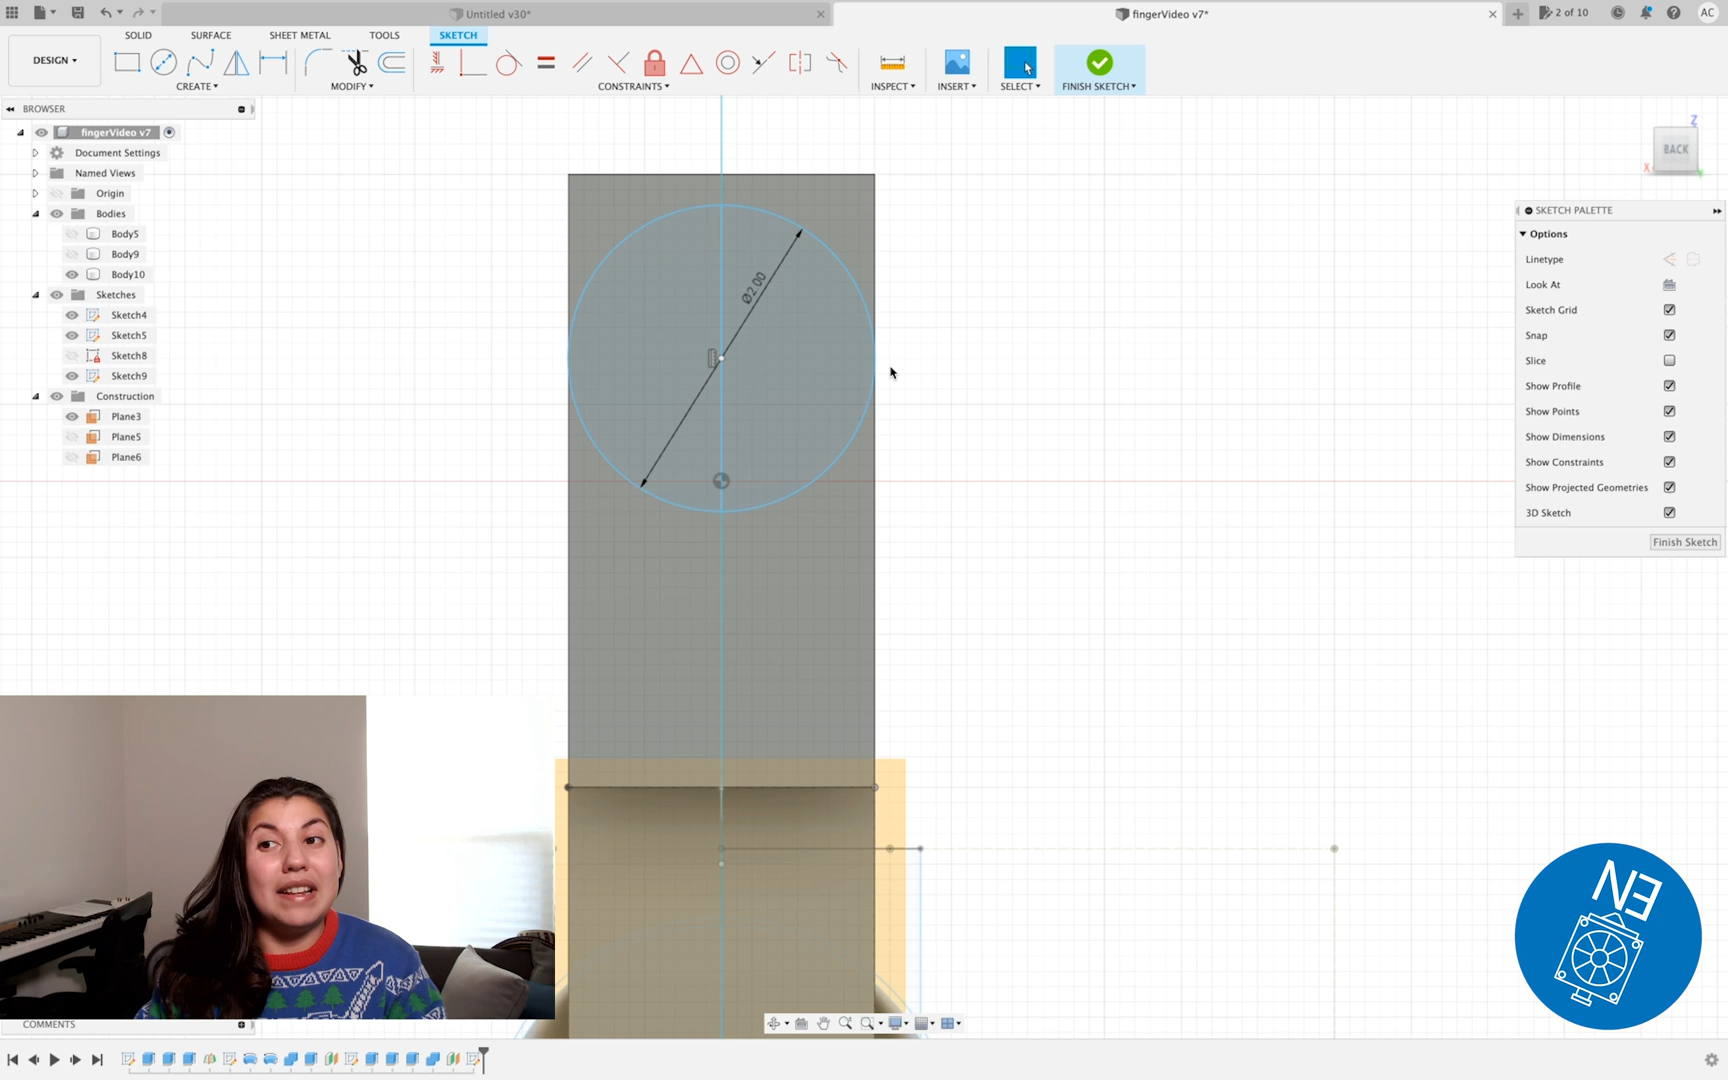 Untitled v30*
fingerVideo v7*
2 of 10
AC
DESIGN
SOLID
SURFACE
SHEET METAL
TOOLS
SKETCH
CREATE
MODIFY
CONSTRAINTS
INSPECT
INSERT
SELECT
FINISH SKETCH
BROWSER
fingerVideo v7
Document Settings
Named Views
Origin
Bodies
Body5
Body9
Body10
Sketches
Sketch4
Sketch5
Sketch8
Sketch9
Construction
Plane3
Plane5
Plane6
Ø2.00
Z
BACK
X
SKETCH PALETTE
Options
Linetype
Look At
Sketch Grid
Snap
Slice
Show Profile
Show Points
Show Dimensions
Show Constraints
Show Projected Geometries
3D Sketch
Finish Sketch
COMMENTS